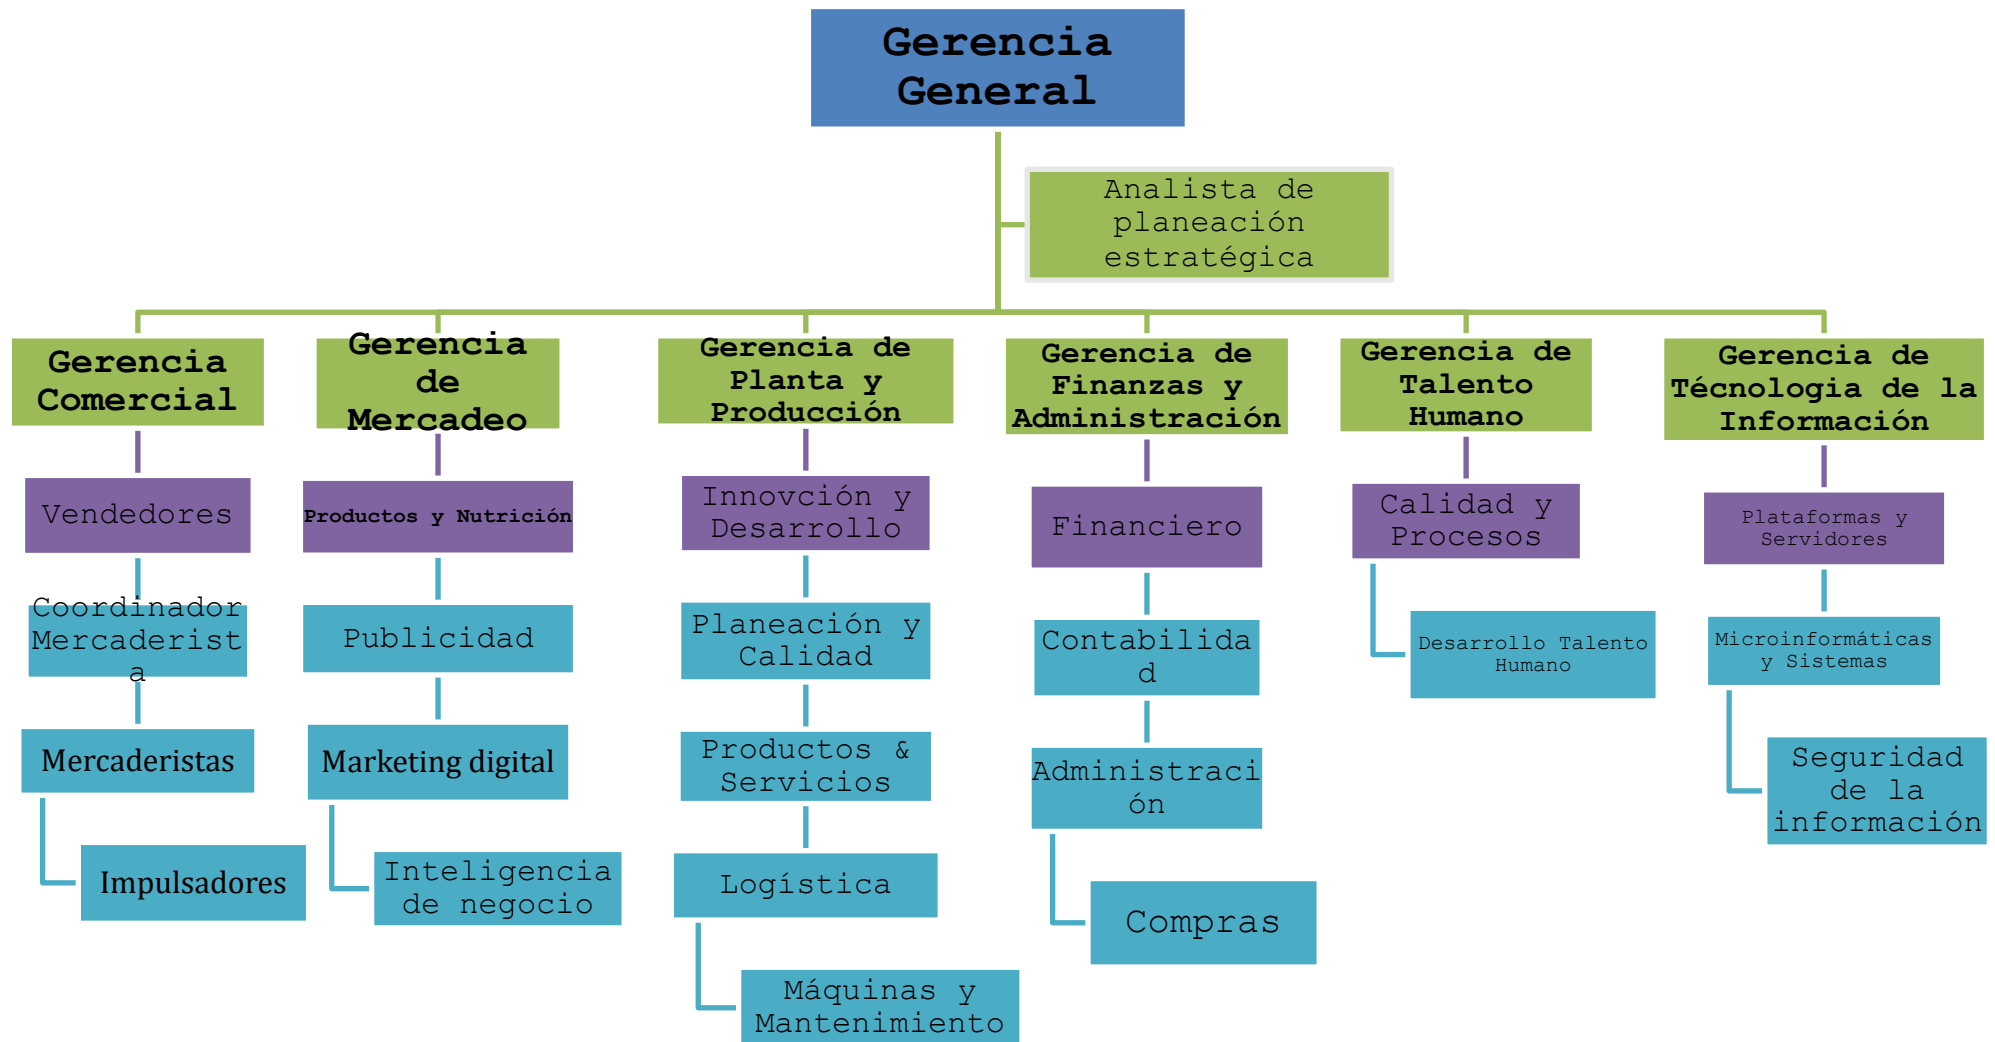 Gerencia
General
Analista de
planeación
estratégica
Gerencia
Comercial
Gerencia
de
Mercadeo
Gerencia de
Planta y
Producción
Gerencia de
Finanzas y
Administración
Gerencia de
Talento
Humano
Gerencia de
Técnologia de la
Información
Vendedores
Productos y Nutrición
Innovción y
Desarrollo
Financiero
Calidad y
Procesos
Plataformas y
Servidores
Coordinador
Mercaderist
a
Publicidad
Planeación y
Calidad
Contabilida
d
Desarrollo Talento
Humano
Microinformáticas
y Sistemas
Mercaderistas
Marketing digital
Productos &
Servicios
Administraci
ón
Seguridad
de la
información
Impulsadores
Inteligencia
de negocio
Logística
Compras
Máquinas y
Mantenimiento